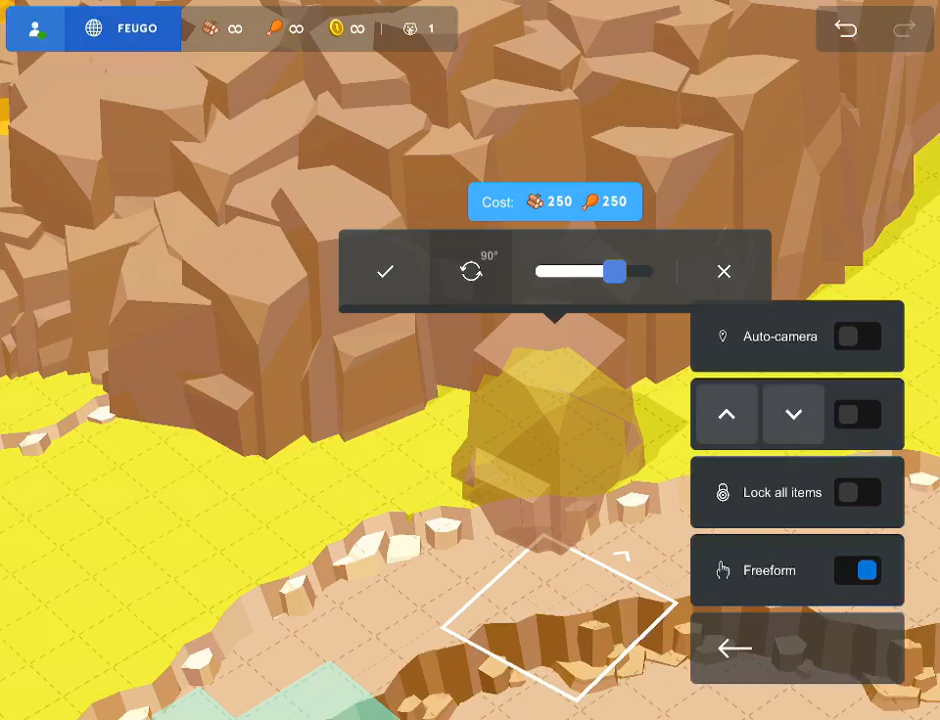 FEUGO ∞ ∞ ∞ 1
Cost: 250 250
90°
Auto-camera
Lock all items
Freeform